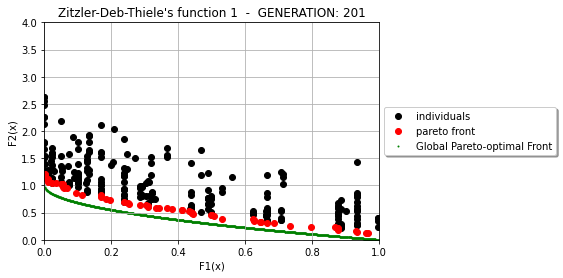 Zitzler-Deb-Thiele's function 1 - GENERATION: 201
4.0
3.5
3.0
2.5
2.0
1.5
1.0
0.5
0.0
F2(x)
0.0 0.2 0.4 0.6 0.8 1.0
F1(x)
individuals
pareto front
Global Pareto-optimal Front